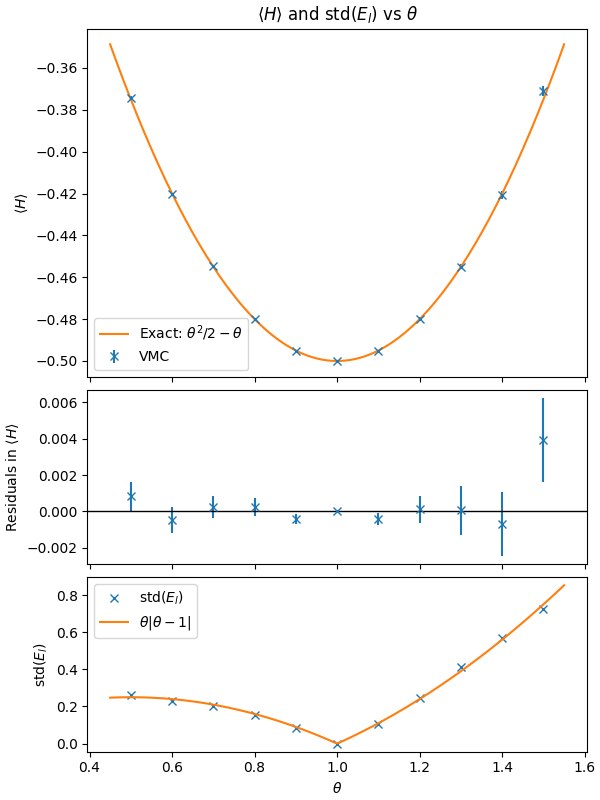 ⟨H⟩ and std(E_l) vs θ
−0.36
−0.38
−0.40
−0.42
−0.44
−0.46
−0.48
−0.50
⟨H⟩
Exact: θ²/2 − θ
VMC
0.006
0.004
0.002
0.000
−0.002
Residuals in ⟨H⟩
0.8
0.6
0.4
0.2
0.0
std(E_l)
std(E_l)
θ|θ − 1|
0.4 0.6 0.8 1.0 1.2 1.4 1.6
θ